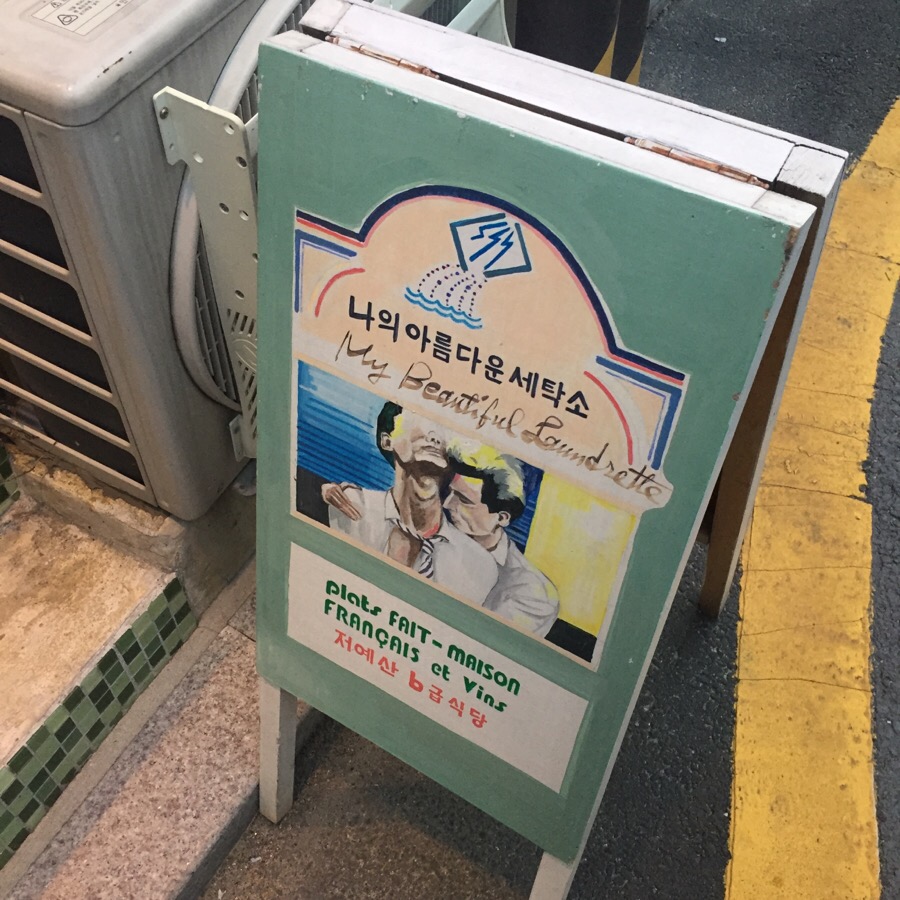 나의아름다운세탁소
My Beautiful Laundrette
plats FAIT-MAISON
FRANÇAIS et vins
저예산 b급식당